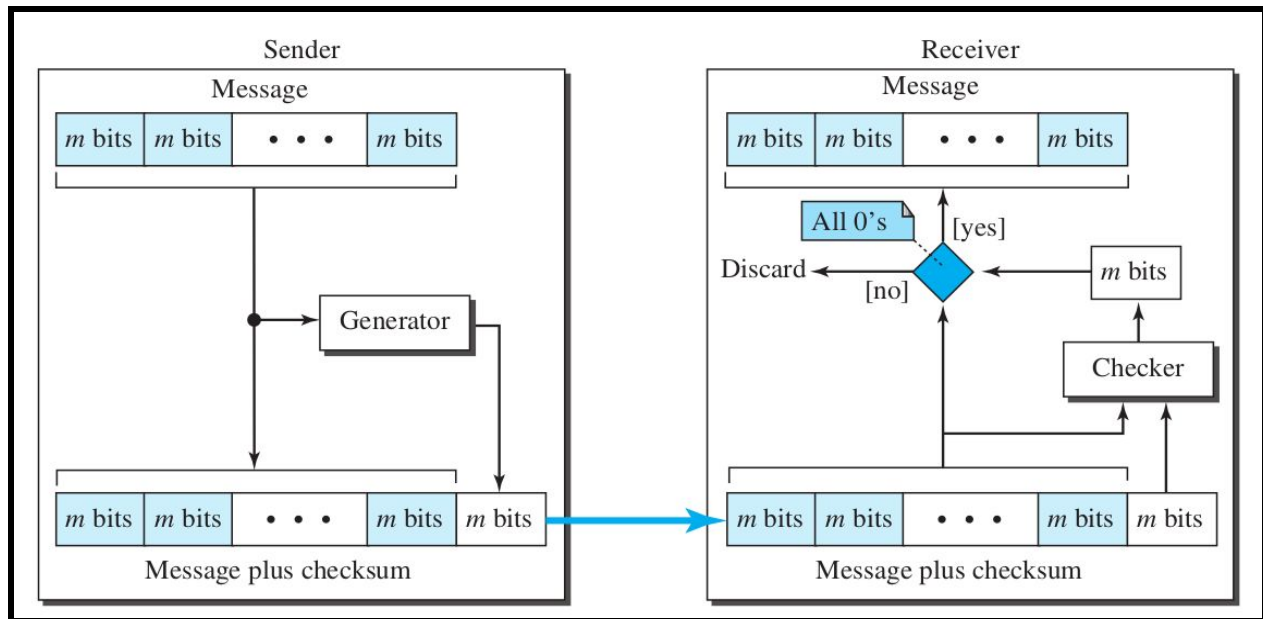 Sender
Message
m bits m bits • • • m bits
Generator
m bits m bits • • • m bits m bits
Message plus checksum
Receiver
Message
m bits m bits • • • m bits
All 0’s
[yes]
Discard
[no]
m bits
Checker
m bits m bits • • • m bits m bits
Message plus checksum